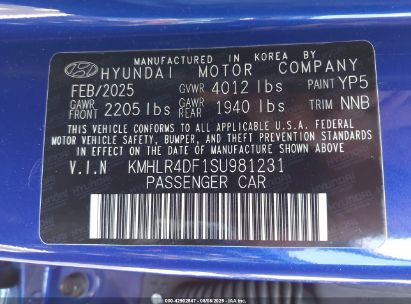 MANUFACTURED IN KOREA BY
HYUNDAI MOTOR COMPANY
FEB/2025 GVWR 4012 lbs PAINT YP5
GAWR FRONT 2205 lbs GAWR REAR 1940 lbs TRIM NNB
THIS VEHICLE CONFORMS TO ALL APPLICABLE U.S.A. FEDERAL
MOTOR VEHICLE SAFETY, BUMPER, AND THEFT PREVENTION
STANDARDS IN EFFECT ON THE DATE OF MANUFACTURE SHOWN ABOVE
V.I.N KMHLR4DF1SU981231
PASSENGER CAR